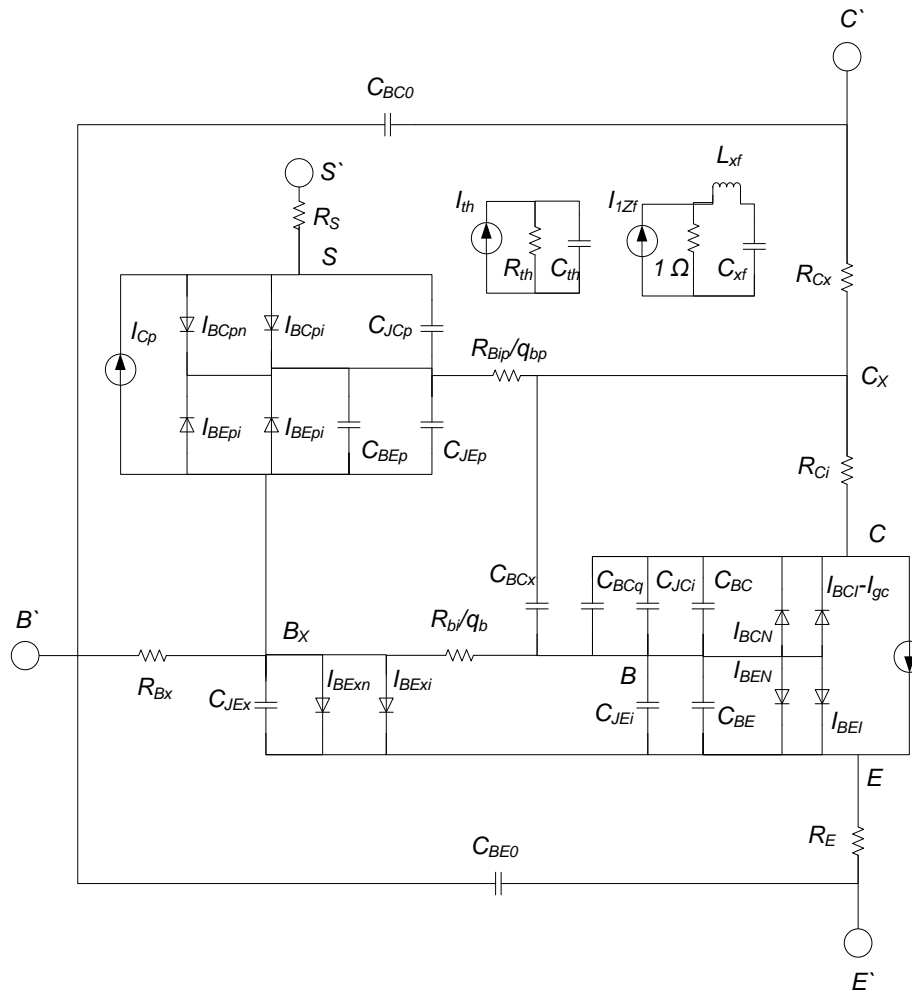 C`
C_BC0
S`
L_xf
I_th
I_1Zf
R_S
S
R_th
C_th
1 Ω
C_xf
R_Cx
I_Cp
I_BCpn
I_BCpi
C_JCp
R_Bip/q_bp
C_X
I_BEpi
I_BEpi
C_BEp
C_JEp
R_Ci
C
C_BCx
C_BCq
C_JCi
C_BC
I_BCI-I_gc
B`
B_X
R_bi/q_b
I_BCN
R_Bx
C_JEx
I_BExn
I_BExi
B
I_BEN
C_JEi
C_BE
I_BEI
E
R_E
C_BE0
E`